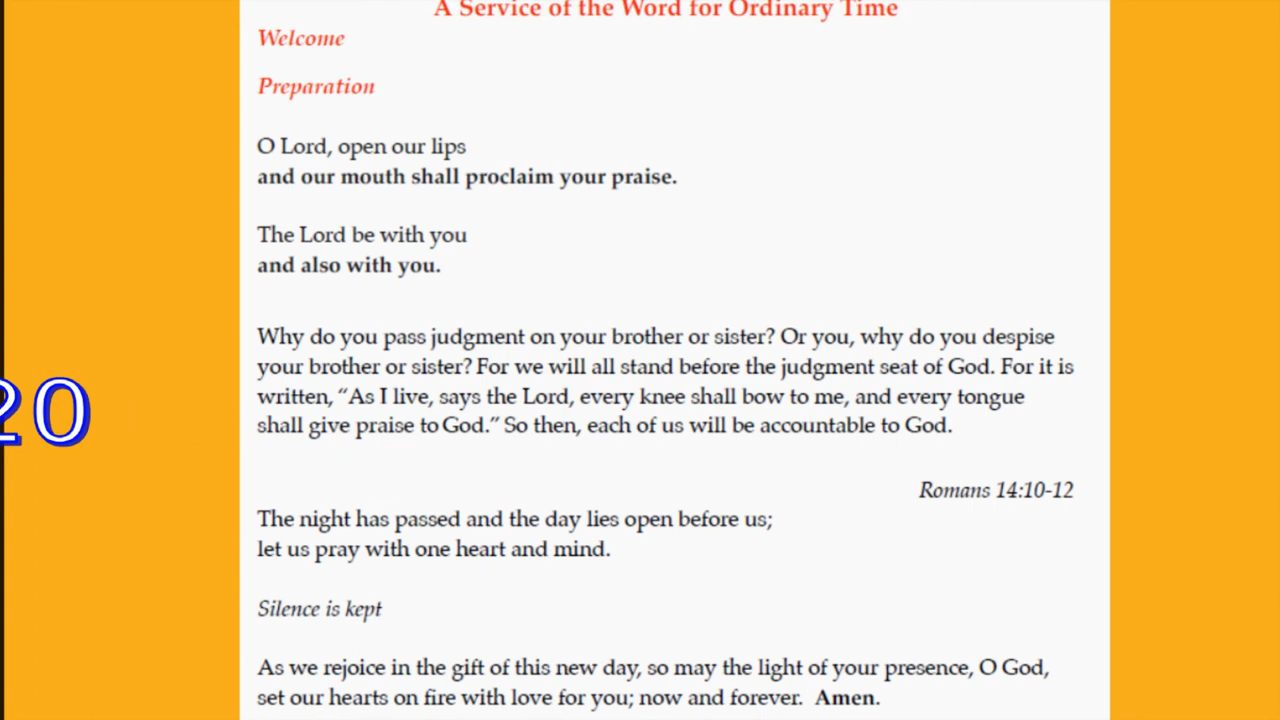 A Service of the Word for Ordinary Time
Welcome
Preparation
O Lord, open our lips
and our mouth shall proclaim your praise.
The Lord be with you
and also with you.
Why do you pass judgment on your brother or sister? Or you, why do you despise
your brother or sister? For we will all stand before the judgment seat of God. For it is
written, “As I live, says the Lord, every knee shall bow to me, and every tongue
shall give praise to God.” So then, each of us will be accountable to God.
20
Romans 14:10-12
The night has passed and the day lies open before us;
let us pray with one heart and mind.
Silence is kept
As we rejoice in the gift of this new day, so may the light of your presence, O God,
set our hearts on fire with love for you; now and forever. Amen.